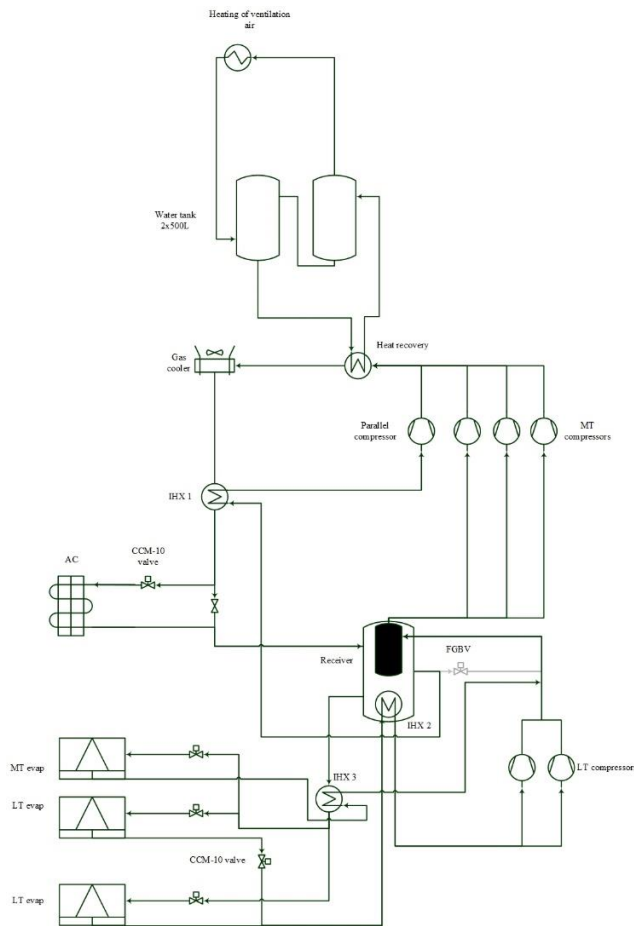 Heating of ventilation
air
Water tank
2x500L
Heat recovery
Gas
cooler
Parallel
compressor
MT
compressors
IHX 1
CCM-10
valve
AC
Receiver
FGBV
IHX 2
MT evap
IHX 3
LT compressor
LT evap
CCM-10 valve
LT evap